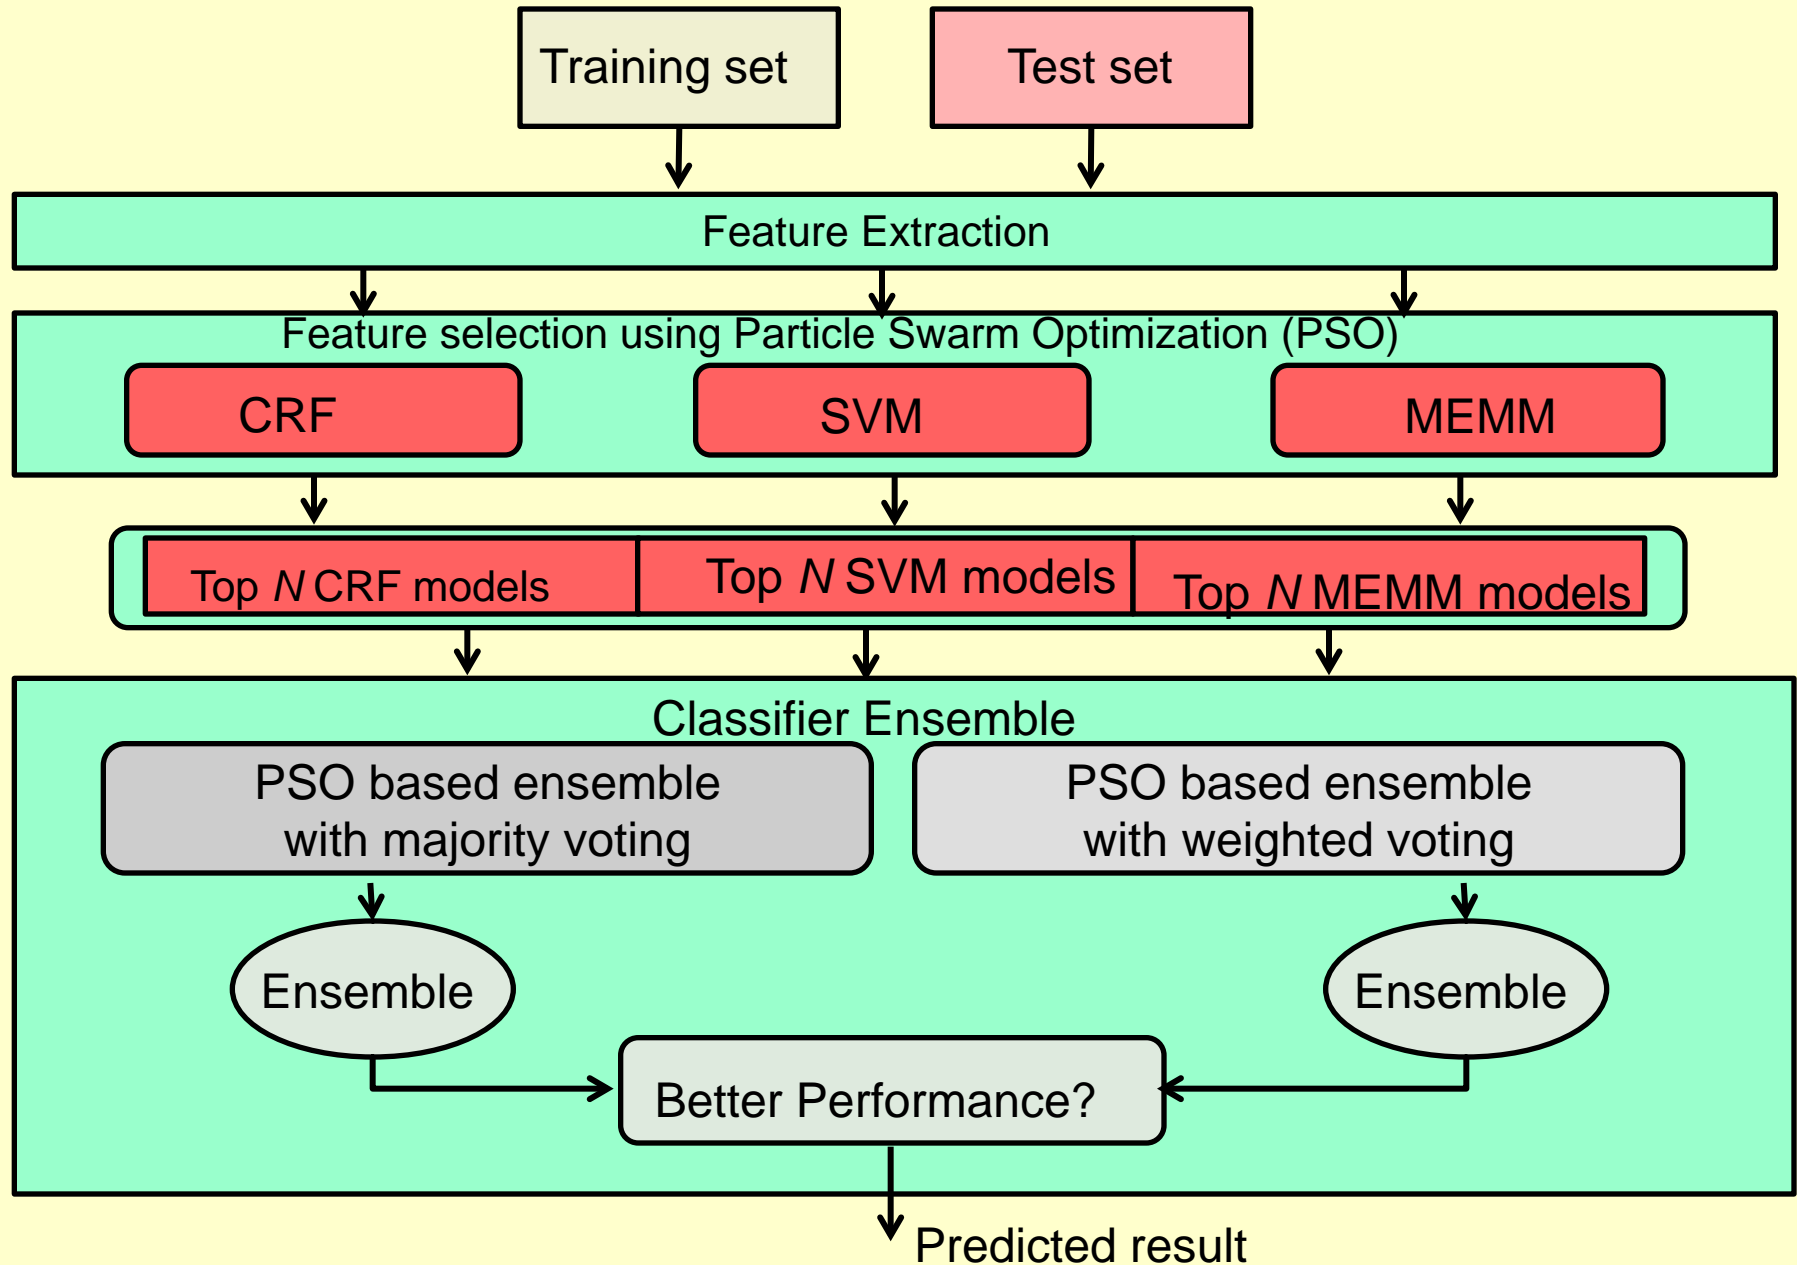 Training set
Test set
Feature Extraction
Feature selection using Particle Swarm Optimization (PSO)
CRF
SVM
MEMM
Top N CRF models
Top N SVM models
Top N MEMM models
Classifier Ensemble
PSO based ensemble
with majority voting
PSO based ensemble
with weighted voting
Ensemble
Ensemble
Better Performance?
Predicted result